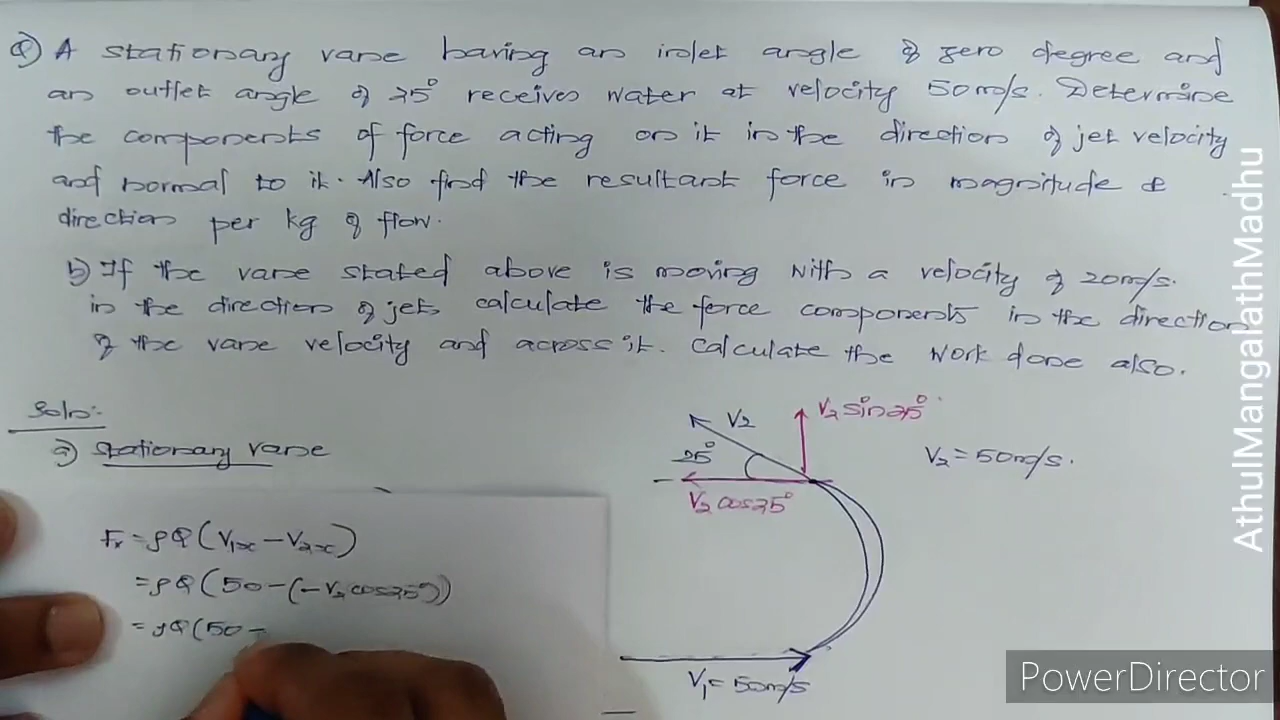 Q) A stationary vane having an inlet angle of zero degree and
an outlet angle of 25° receives water at velocity 50m/s. Determine
the components of force acting on it in the direction of jet velocity
and normal to it. Also find the resultant force in magnitude &
direction per kg of flow.
b) If the vane stated above is moving with a velocity of 20m/s.
in the direction of jet, calculate the force components in the direction
of the vane velocity and across it. Calculate the work done also.
Soln:-
a) Stationary vane
Fx = ρQ(V1x - V2x)
= ρQ(50-(-V2 cos25°))
= ρQ(50-
V2
V2 sin25°
25°
V2 cos25°
V2 = 50m/s.
V1 = 50m/s
AthulMangalathMadhu
PowerDirector